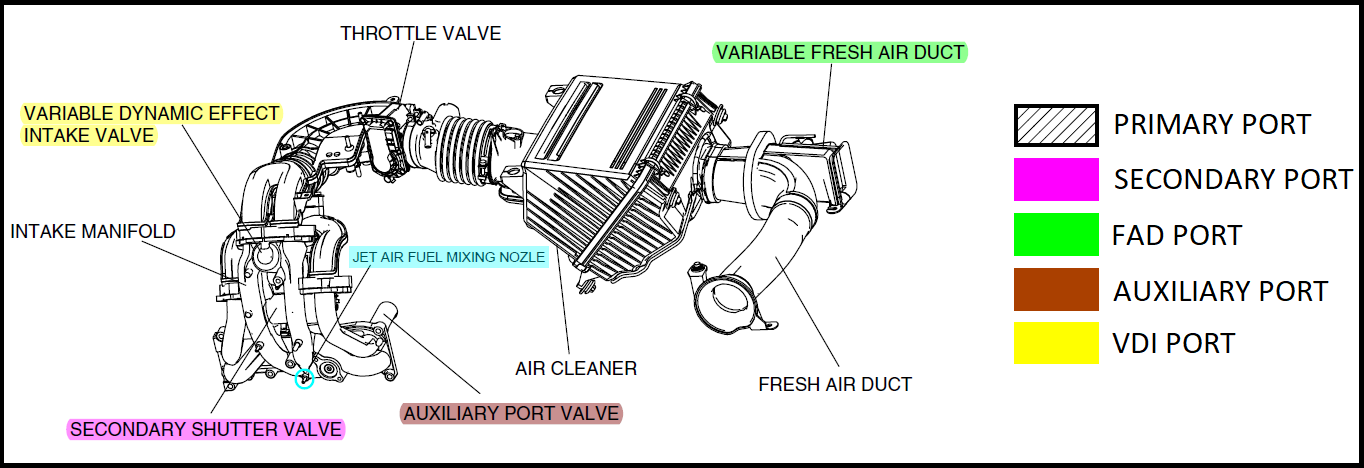 THROTTLE VALVE
VARIABLE FRESH AIR DUCT
VARIABLE DYNAMIC EFFECT
INTAKE VALVE
INTAKE MANIFOLD
JET AIR FUEL MIXING NOZLE
AIR CLEANER
FRESH AIR DUCT
AUXILIARY PORT VALVE
SECONDARY SHUTTER VALVE
PRIMARY PORT
SECONDARY PORT
FAD PORT
AUXILIARY PORT
VDI PORT